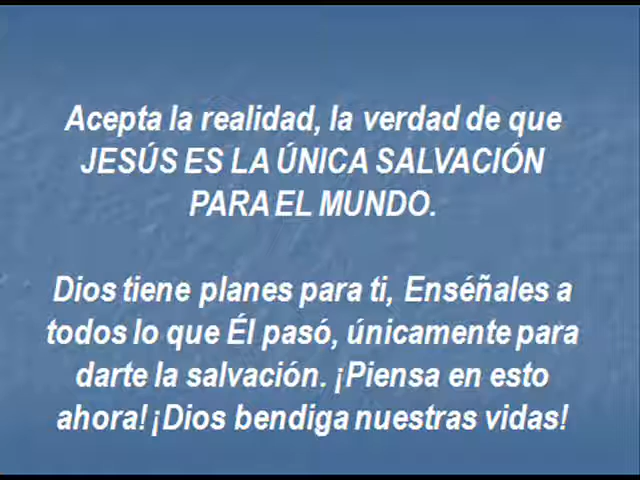 Acepta la realidad, la verdad de que
JESÚS ES LA ÚNICA SALVACIÓN
PARA EL MUNDO.
Dios tiene planes para ti, Enséñales a
todos lo que Él pasó, únicamente para
darte la salvación. ¡Piensa en esto
ahora! ¡Dios bendiga nuestras vidas!